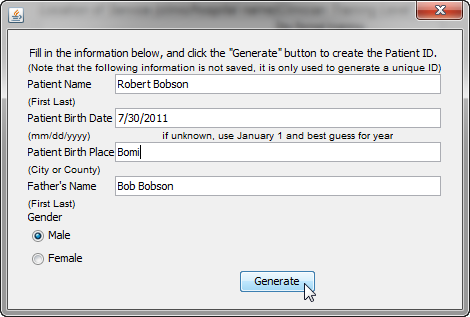 Fill in the information below, and click the "Generate" button to create the Patient ID.
(Note that the following information is not saved, it is only used to generate a unique ID)
Patient Name Robert Bobson
(First Last)
Patient Birth Date 7/30/2011
(mm/dd/yyyy) if unknown, use January 1 and best guess for year
Patient Birth Place Bomi
(City or County)
Father's Name Bob Bobson
(First Last)
Gender
Male
Female
Generate